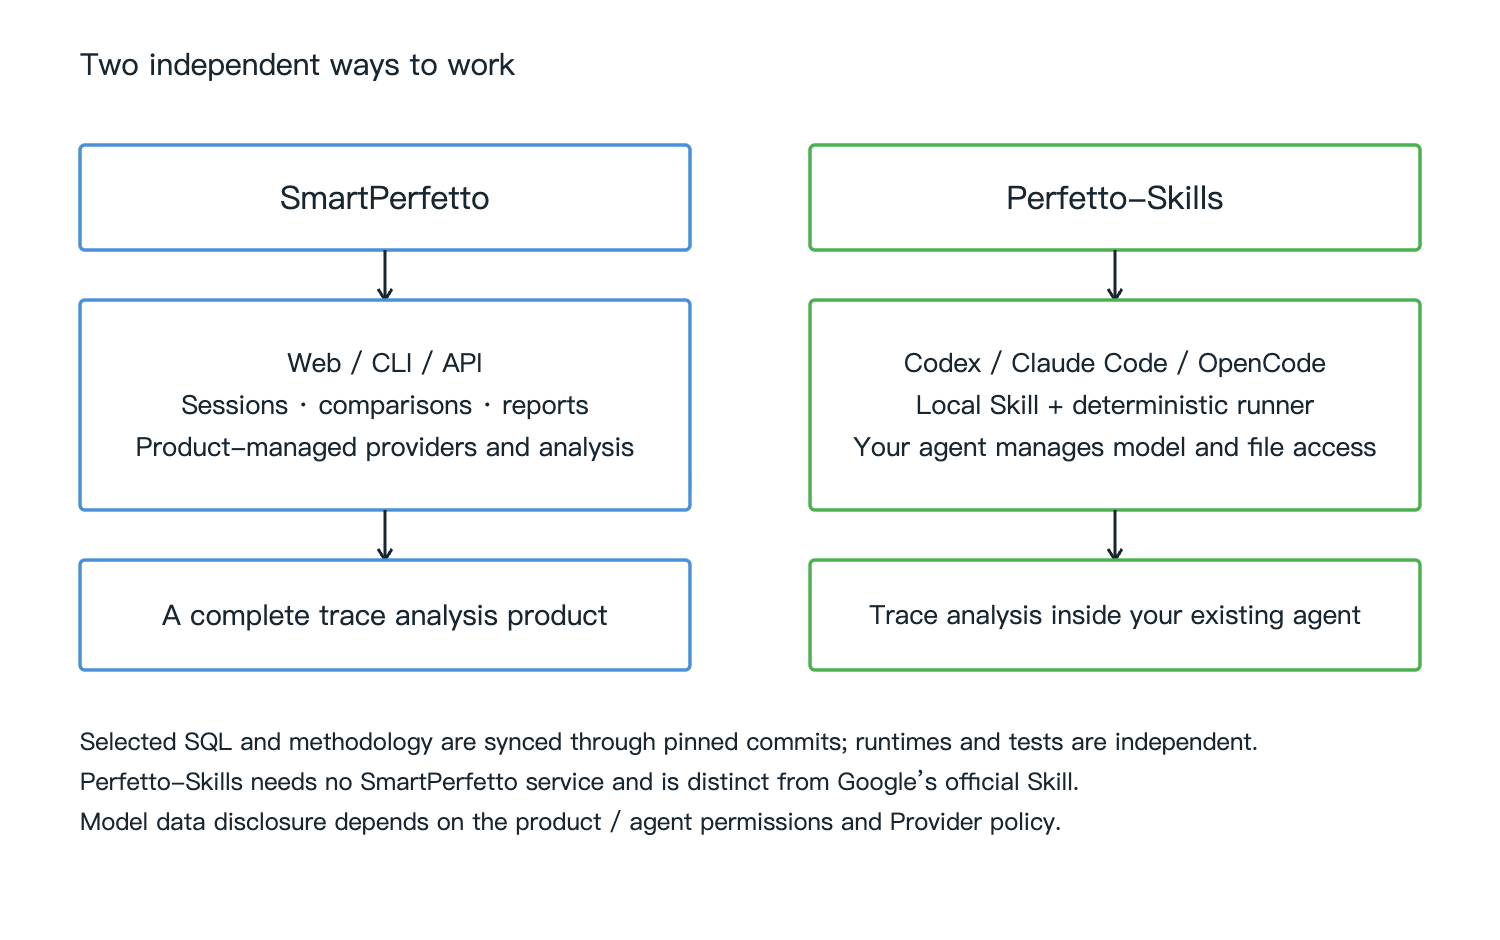 Two independent ways to work
SmartPerfetto
Web / CLI / API
Sessions · comparisons · reports
Product–managed providers and analysis
A complete trace analysis product
Perfetto–Skills
Codex / Claude Code / OpenCode
Local Skill + deterministic runner
Your agent manages model and file access
Trace analysis inside your existing agent
Selected SQL and methodology are synced through pinned commits; runtimes and tests are independent.
Perfetto–Skills needs no SmartPerfetto service and is distinct from Google’s official Skill.
Model data disclosure depends on the product / agent permissions and Provider policy.